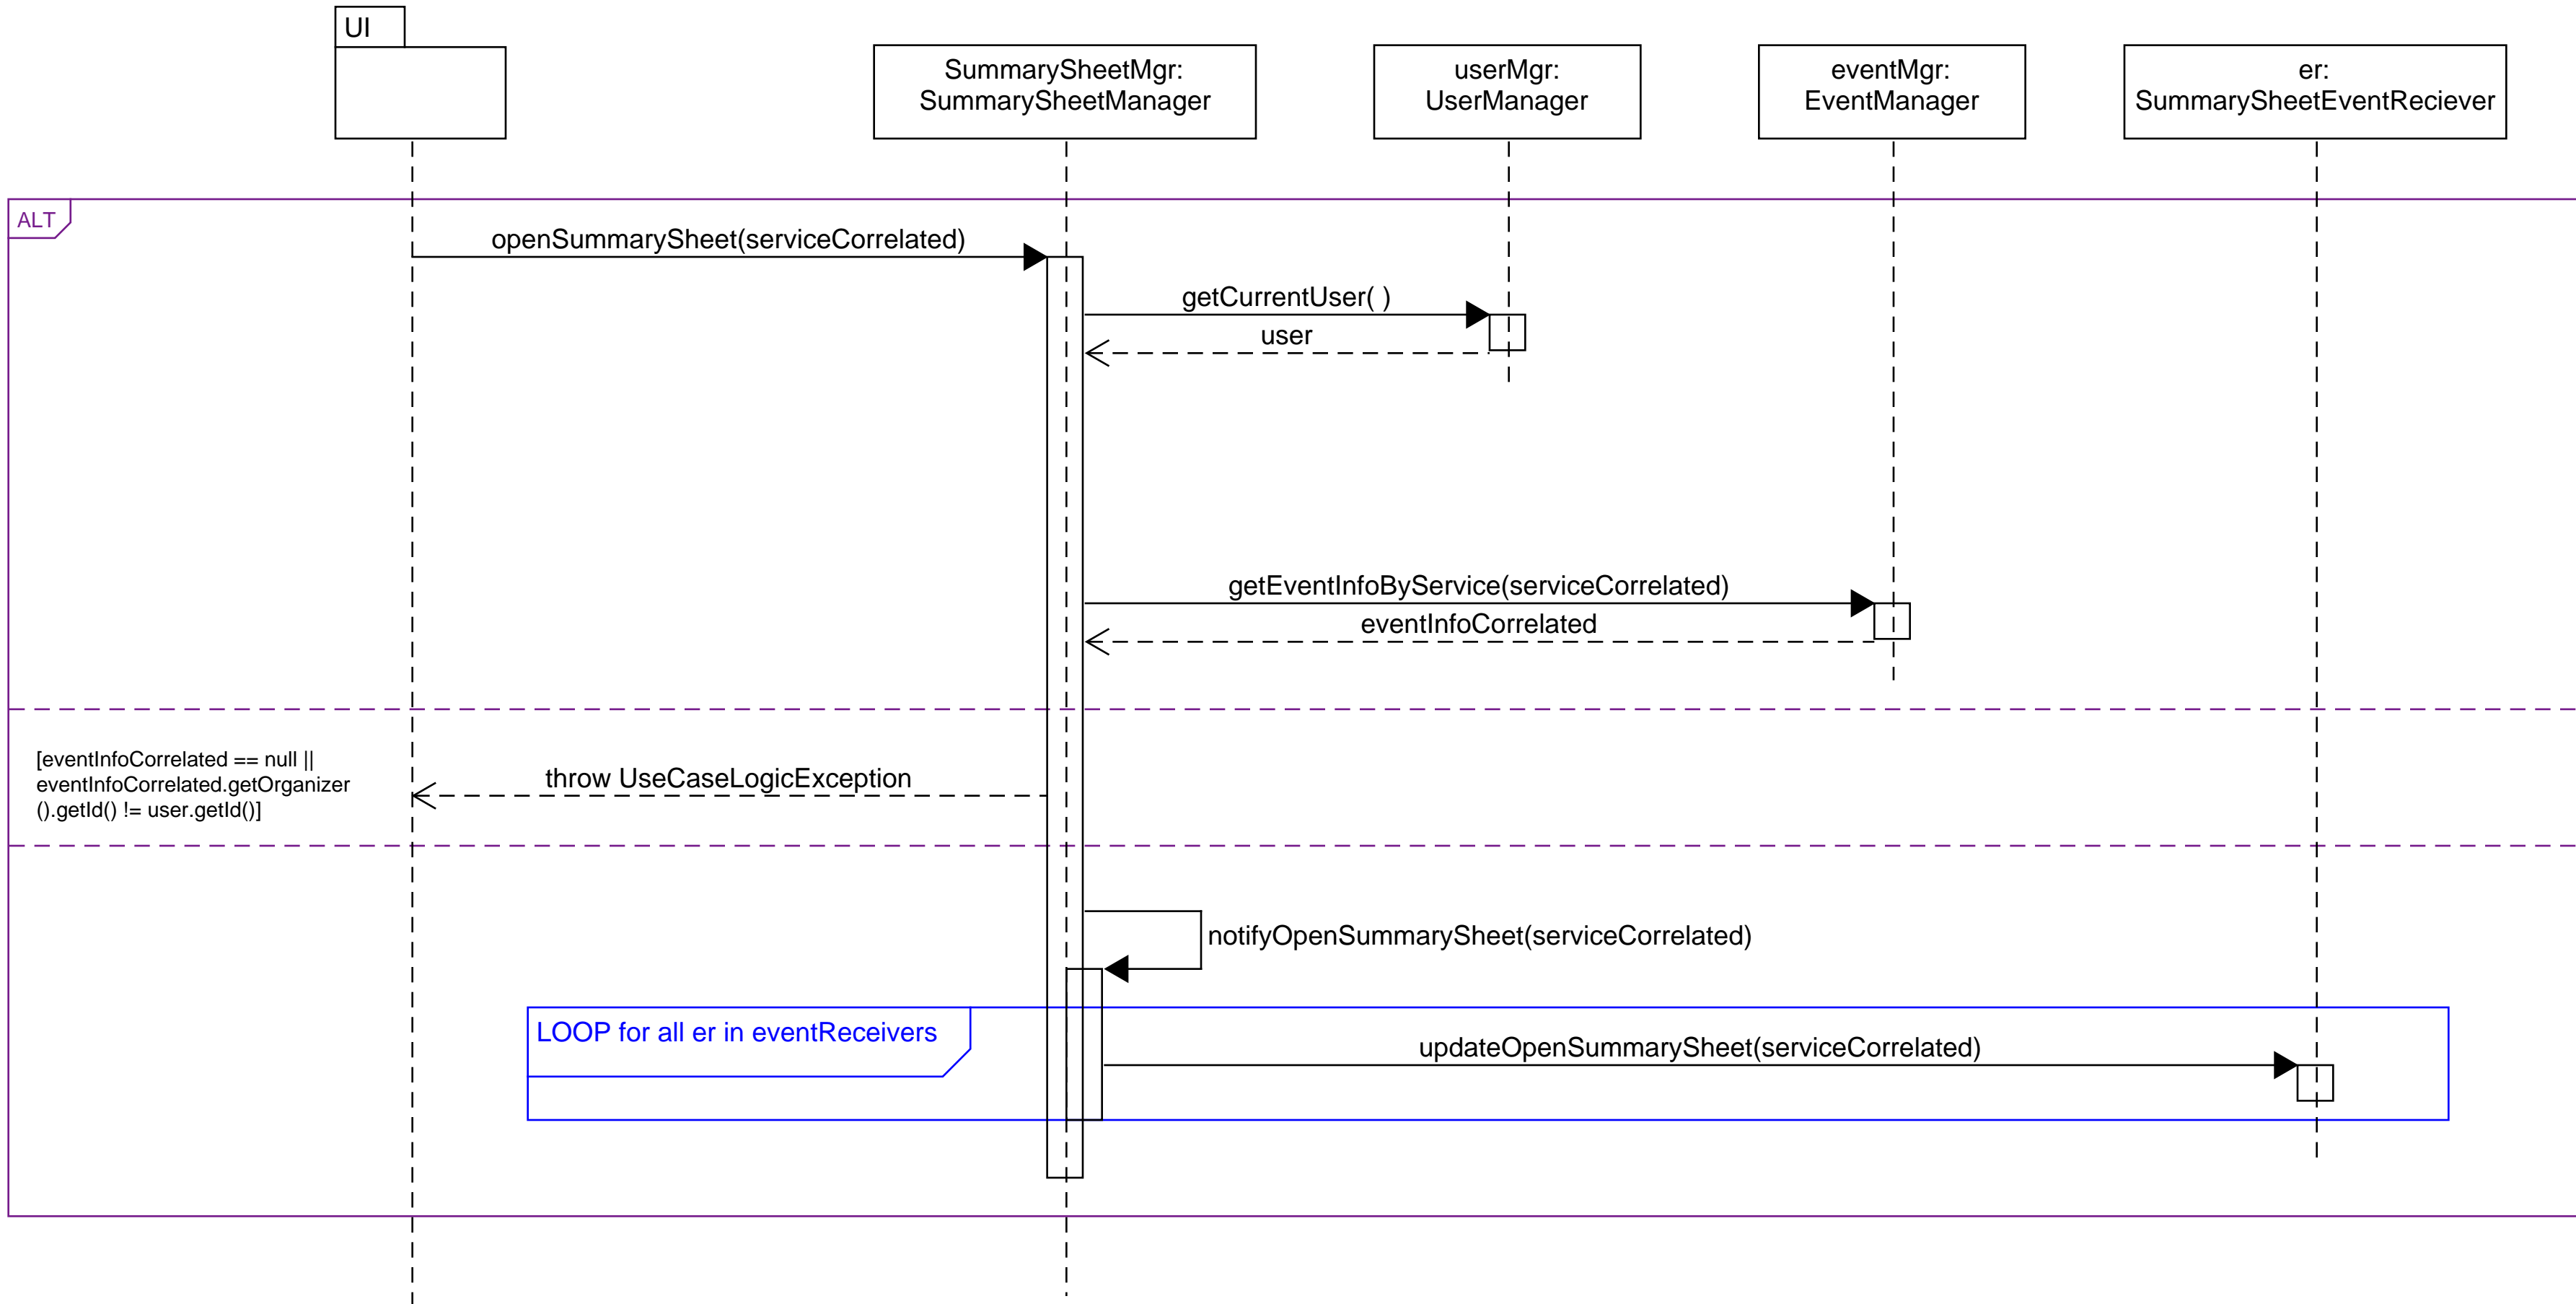 UI
SummarySheetMgr:
SummarySheetManager
userMgr:
UserManager
eventMgr:
EventManager
er:
SummarySheetEventReciever
ALT
openSummarySheet(serviceCorrelated)
getCurrentUser( )
user
getEventInfoByService(serviceCorrelated)
eventInfoCorrelated
[eventInfoCorrelated == null ||
eventInfoCorrelated.getOrganizer
().getId() != user.getId()]
throw UseCaseLogicException
notifyOpenSummarySheet(serviceCorrelated)
LOOP for all er in eventReceivers
updateOpenSummarySheet(serviceCorrelated)